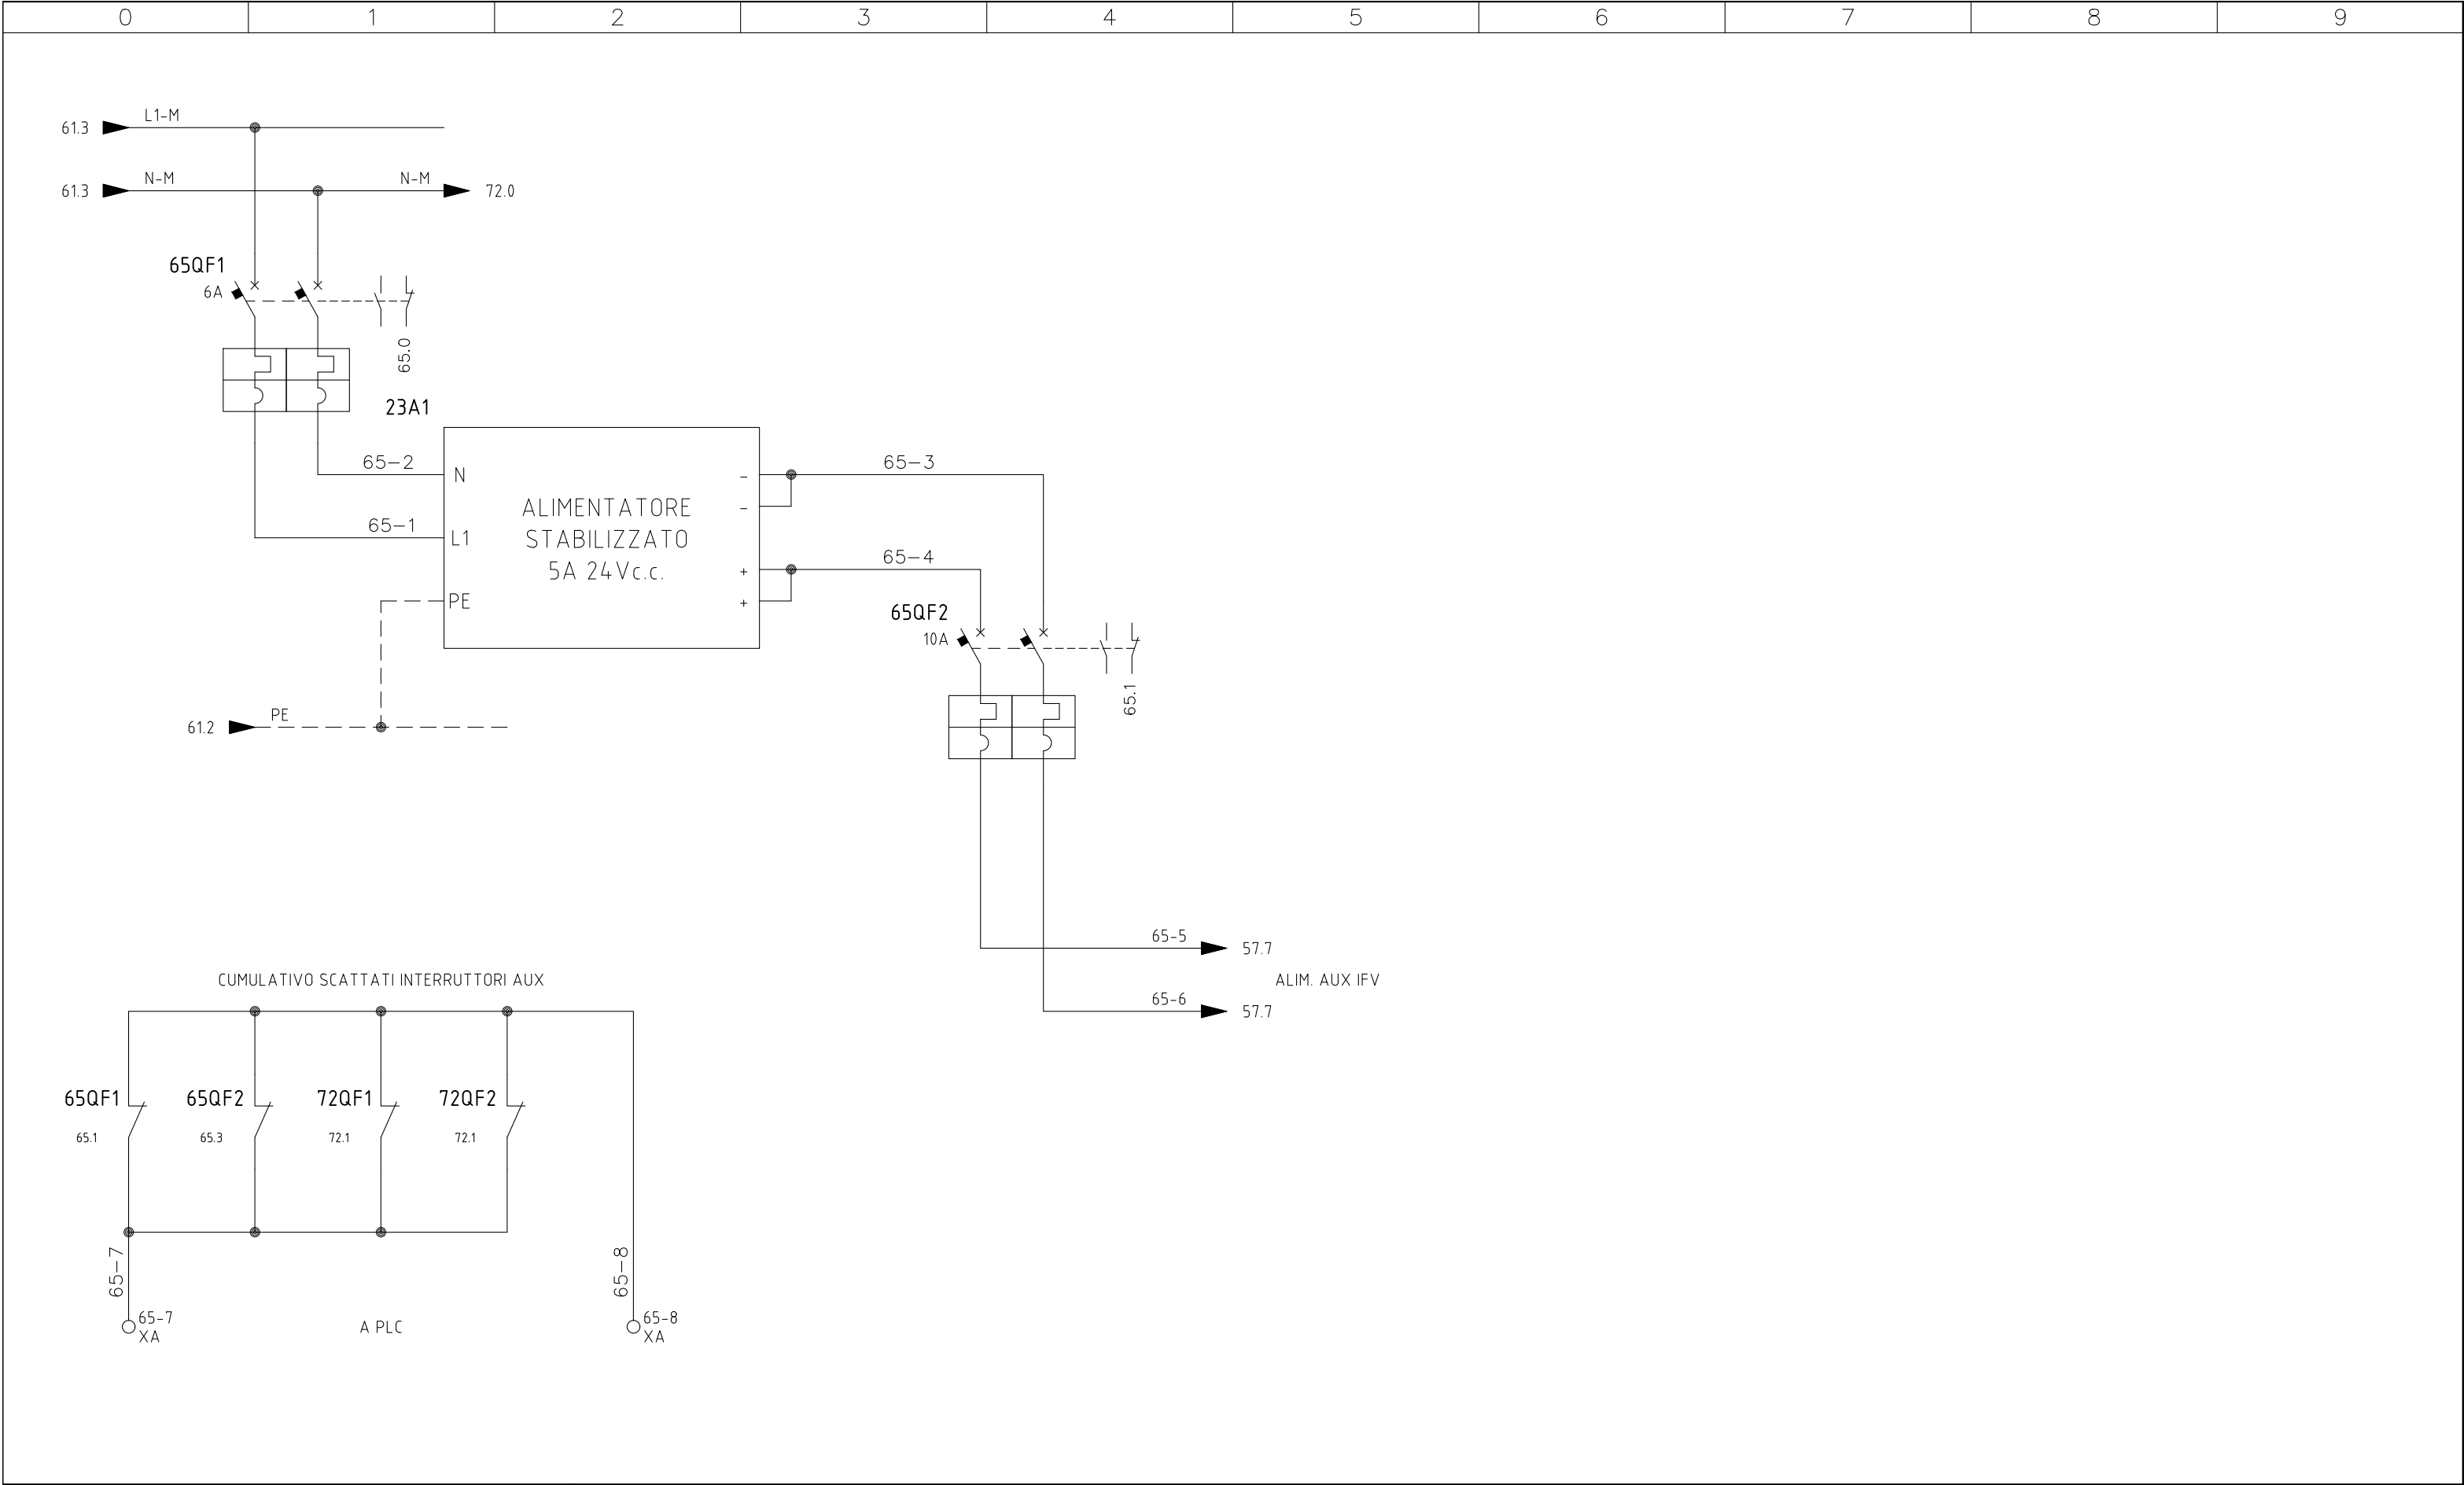 0 1 2 3 4 5 6 7 8 9
L1-M
61.3
N-M N-M
61.3 72.0
65QF1
6A
65.0
23A1
65-2 N
65-1 L1
PE
ALIMENTATORE
STABILIZZATO
5A 24Vc.c.
- 65-3
-
+ 65-4
+
65QF2
10A
65.1
PE
61.2
65-5 57.7
ALIM. AUX IFV
65-6 57.7
CUMULATIVO SCATTATI INTERRUTTORI AUX
65QF1 65QF2 72QF1 72QF2
65.1 65.3 72.1 72.1
65-7 65-8
65-7 65-8
XA A PLC XA